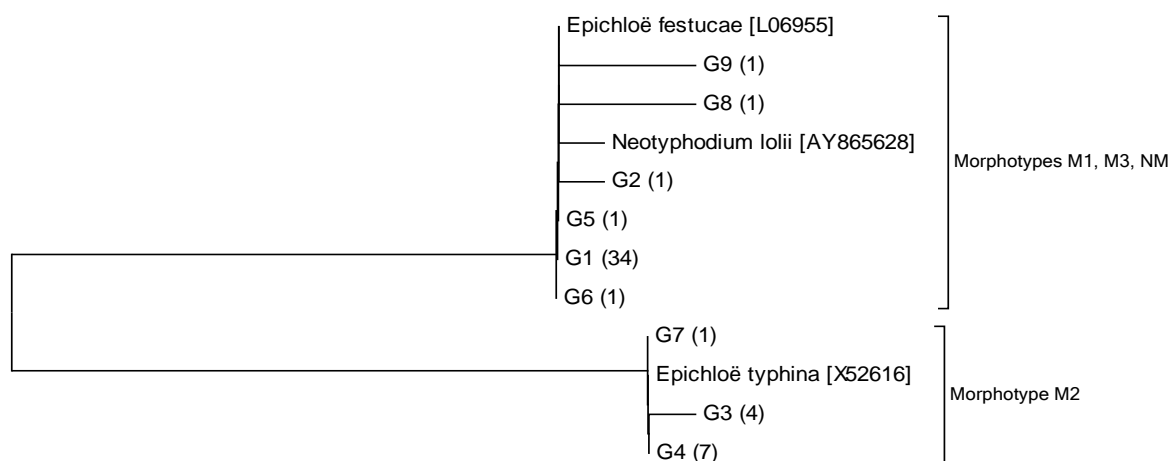 Epichloë festucae [L06955]
G9 (1)
G8 (1)
Neotyphodium lolii [AY865628]
G2 (1)
G5 (1)
G1 (34)
G6 (1)
Morphotypes M1, M3, NM
G7 (1)
Epichloë typhina [X52616]
G3 (4)
G4 (7)
Morphotype M2